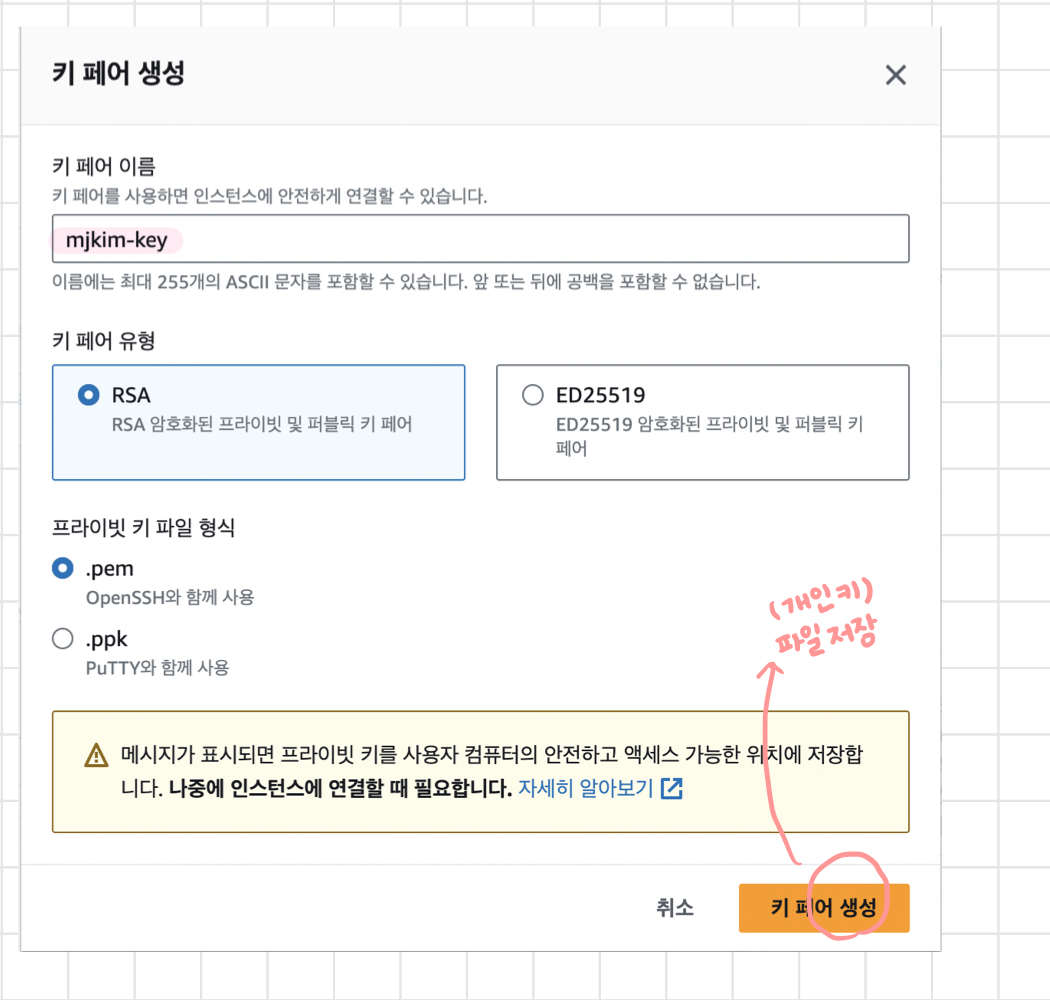 키 페어 생성
키 페어 이름
키 페어를 사용하면 인스턴스에 안전하게 연결할 수 있습니다.
mjkim-key
이름에는 최대 255개의 ASCII 문자를 포함할 수 있습니다. 앞 또는 뒤에 공백을 포함할 수 없습니다.
키 페어 유형
RSA
RSA 암호화된 프라이빗 및 퍼블릭 키 페어
ED25519
ED25519 암호화된 프라이빗 및 퍼블릭 키
페어
프라이빗 키 파일 형식
.pem
OpenSSH와 함께 사용
.ppk
PuTTY와 함께 사용
(개인키)
파일 저장
메시지가 표시되면 프라이빗 키를 사용자 컴퓨터의 안전하고 액세스 가능한 위치에 저장합
니다. 나중에 인스턴스에 연결할 때 필요합니다. 자세히 알아보기
취소
키 페어 생성